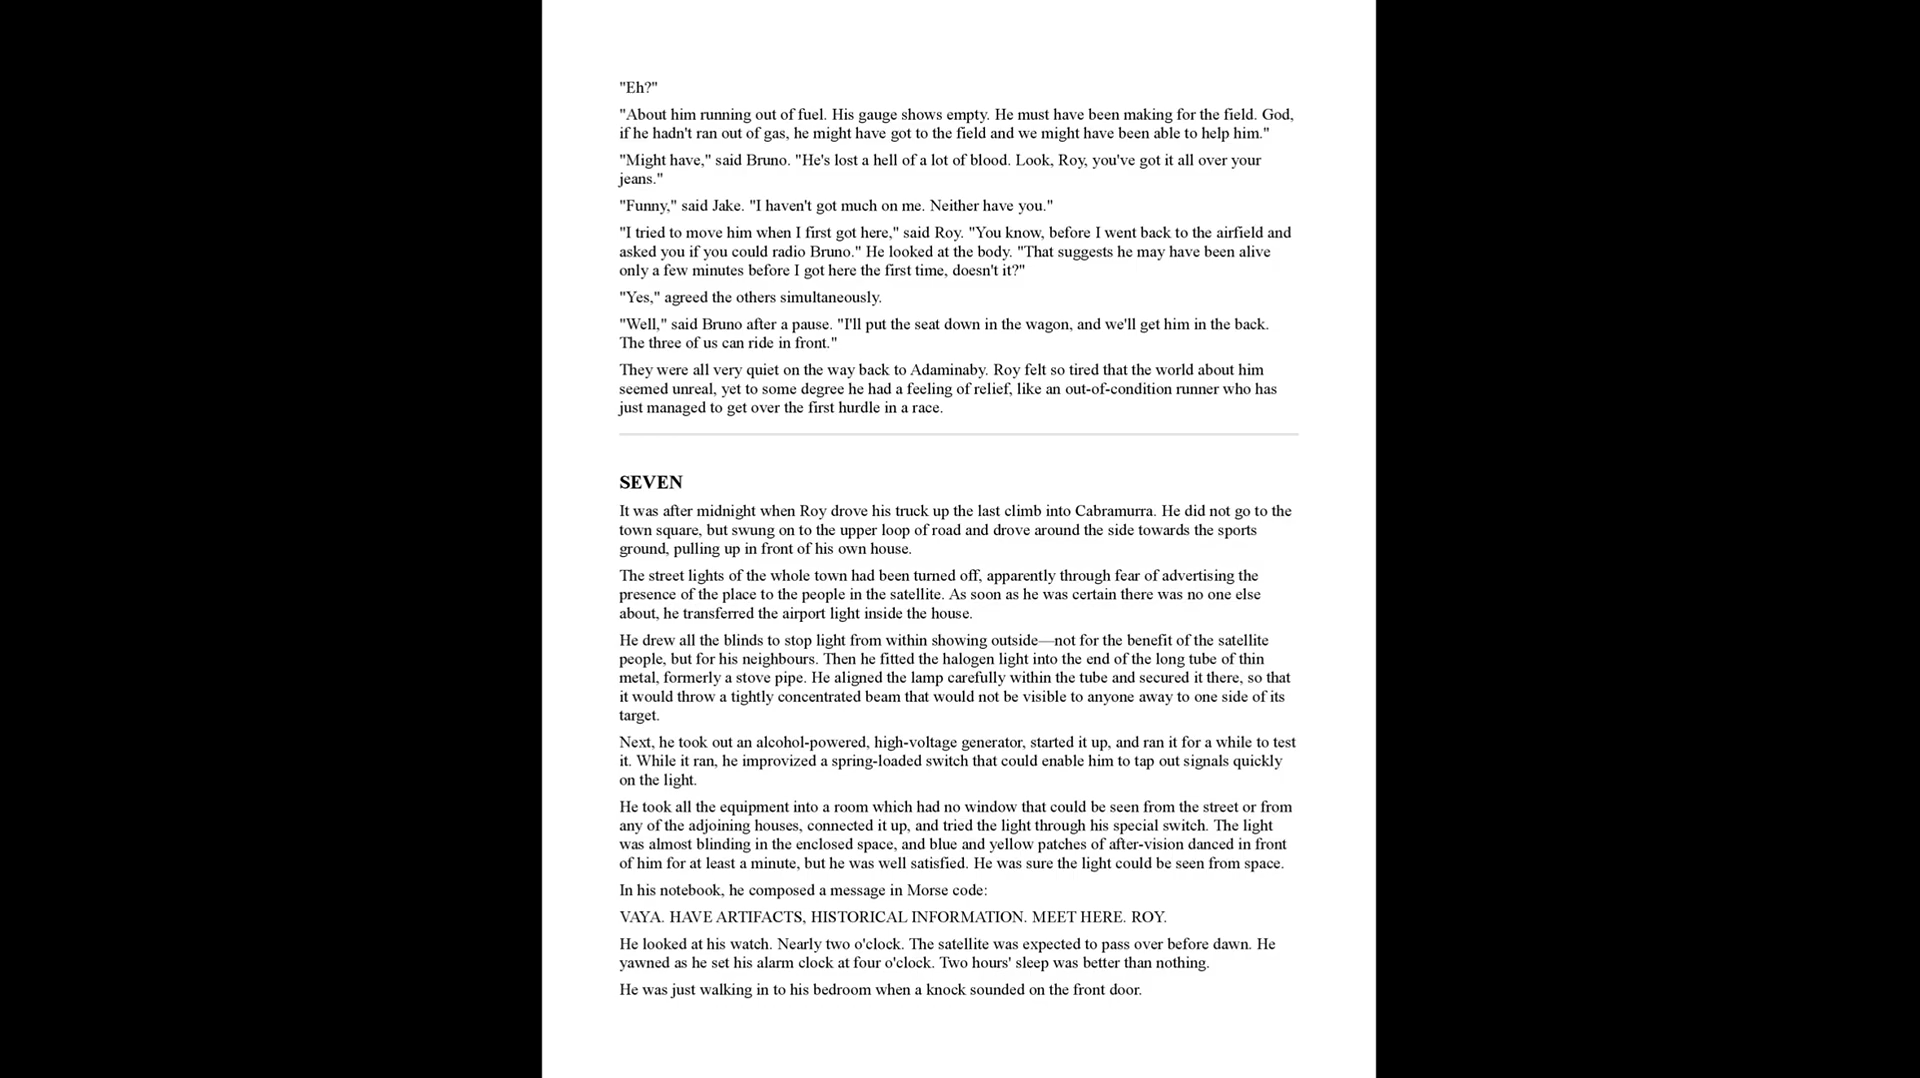 "Eh?"
"About him running out of fuel. His gauge shows empty. He must have been making for the field. God,
if he hadn't ran out of gas, he might have got to the field and we might have been able to help him."
"Might have," said Bruno. "He's lost a hell of a lot of blood. Look, Roy, you've got it all over your
jeans."
"Funny," said Jake. "I haven't got much on me. Neither have you."
"I tried to move him when I first got here," said Roy. "You know, before I went back to the airfield and
asked you if you could radio Bruno." He looked at the body. "That suggests he may have been alive
only a few minutes before I got here the first time, doesn't it?"
"Yes," agreed the others simultaneously.
"Well," said Bruno after a pause. "I'll put the seat down in the wagon, and we'll get him in the back.
The three of us can ride in front."
They were all very quiet on the way back to Adaminaby. Roy felt so tired that the world about him
seemed unreal, yet to some degree he had a feeling of relief, like an out-of-condition runner who has
just managed to get over the first hurdle in a race.
SEVEN
It was after midnight when Roy drove his truck up the last climb into Cabramurra. He did not go to the
town square, but swung on to the upper loop of road and drove around the side towards the sports
ground, pulling up in front of his own house.
The street lights of the whole town had been turned off, apparently through fear of advertising the
presence of the place to the people in the satellite. As soon as he was certain there was no one else
about, he transferred the airport light inside the house.
He drew all the blinds to stop light from within showing outside—not for the benefit of the satellite
people, but for his neighbours. Then he fitted the halogen light into the end of the long tube of thin
metal, formerly a stove pipe. He aligned the lamp carefully within the tube and secured it there, so that
it would throw a tightly concentrated beam that would not be visible to anyone away to one side of its
target.
Next, he took out an alcohol-powered, high-voltage generator, started it up, and ran it for a while to test
it. While it ran, he improvized a spring-loaded switch that could enable him to tap out signals quickly
on the light.
He took all the equipment into a room which had no window that could be seen from the street or from
any of the adjoining houses, connected it up, and tried the light through his special switch. The light
was almost blinding in the enclosed space, and blue and yellow patches of after-vision danced in front
of him for at least a minute, but he was well satisfied. He was sure the light could be seen from space.
In his notebook, he composed a message in Morse code:
VAYA. HAVE ARTIFACTS, HISTORICAL INFORMATION. MEET HERE. ROY.
He looked at his watch. Nearly two o'clock. The satellite was expected to pass over before dawn. He
yawned as he set his alarm clock at four o'clock. Two hours' sleep was better than nothing.
He was just walking in to his bedroom when a knock sounded on the front door.